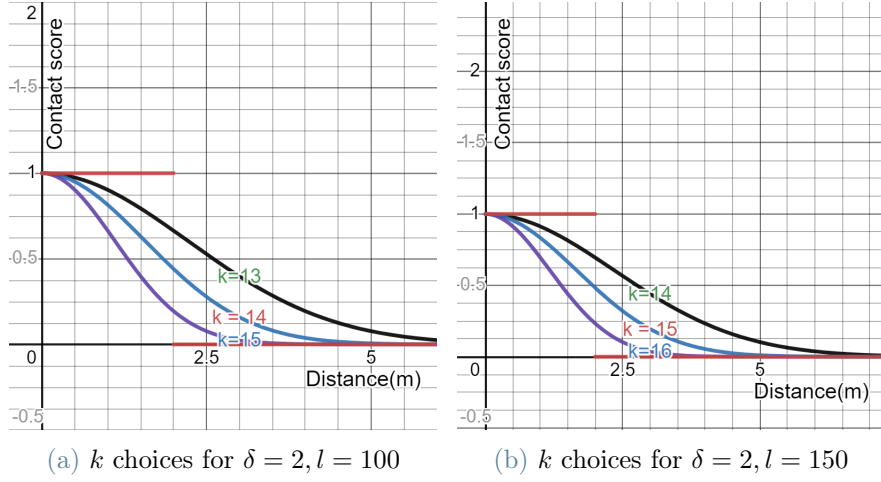 2
Contact score
1.5
1
0.5
k=13
k = 14
k=15
0
2.5
5
Distance(m)
-0.5
(a) k choices for δ = 2, l = 100
Contact score
2
1.5
1
0.5
k=14
k = 15
k=16
0
2.5
5
Distance(m)
-0.5
(b) k choices for δ = 2, l = 150